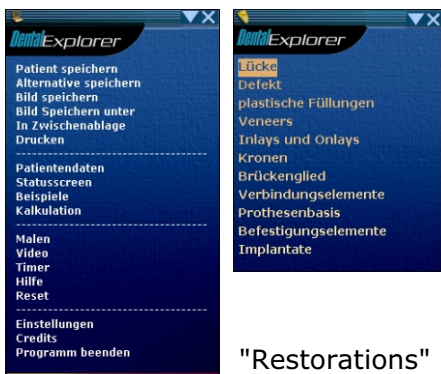 DentalExplorer
Patient speichern
Alternative speichern
Bild speichern
Bild Speichern unter
In Zwischenablage
Drucken
Patientendaten
Statusscreen
Beispiele
Kalkulation
Malen
Video
Timer
Hilfe
Reset
Einstellungen
Credits
Programm beenden
DentalExplorer
Lücke
Defekt
plastische Füllungen
Veneers
Inlays und Onlays
Kronen
Brückenglied
Verbindungselemente
Prothesenbasis
Befestigungselemente
Implantate
"Restorations"